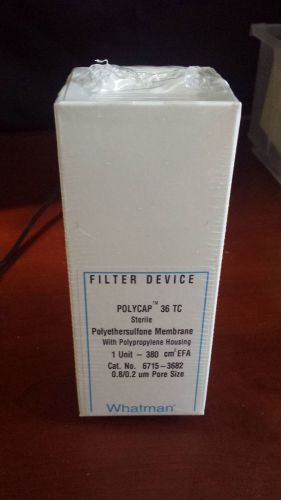 FILTER DEVICE
POLYCAP™ 36 TC
Sterile
Polyethersulfone Membrane
With Polypropylene Housing
1 Unit – 380 cm² EFA
Cat. No. 6715–3682
0.8/0.2 um Pore Size
Whatman®